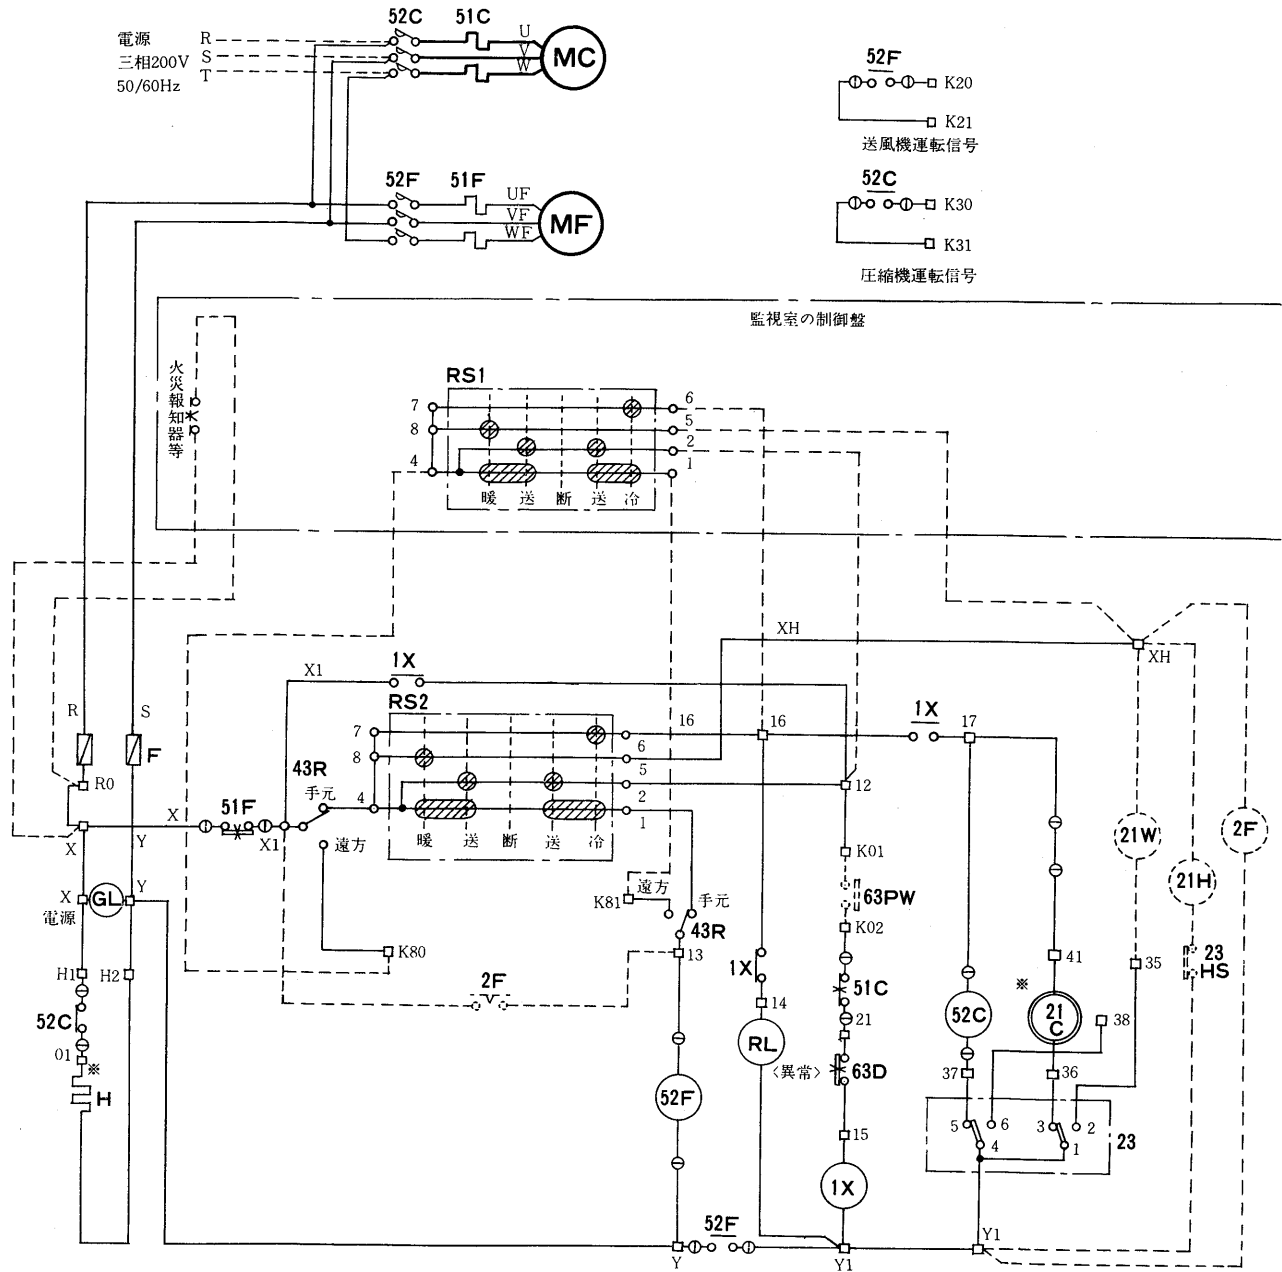 52C 51C
電源 R U
三相200V S V MC
50/60Hz T W
52F
K20
K21
送風機運転信号
52F 51F
UF
VF MF
WF
52C
K30
K31
圧縮機運転信号
監視室の制御盤
火災報知器等
RS1
7 6
8 5
2
4 1
暖 送 断 送 冷
XH
XH
X1 1X
RS2
R S
F
R0
7 16 16 1X 17
8 6
5
43R 手元 4 2
1
12
X 51F X1
遠方
暖 送 断 送 冷
X Y
X GL Y
電源
K80
K81 遠方 手元
43R
13
K01
63PW
K02
21W 2F
21H
23
HS
H1 H2
2F
1X
14
51C
21
41
35
52C
01
※
H
52F
RL
〈異常〉
63D
15
52C
※
21
C
38
37 36
5 6 3 2
4 1
23
1X
52F
Y Y1 Y1